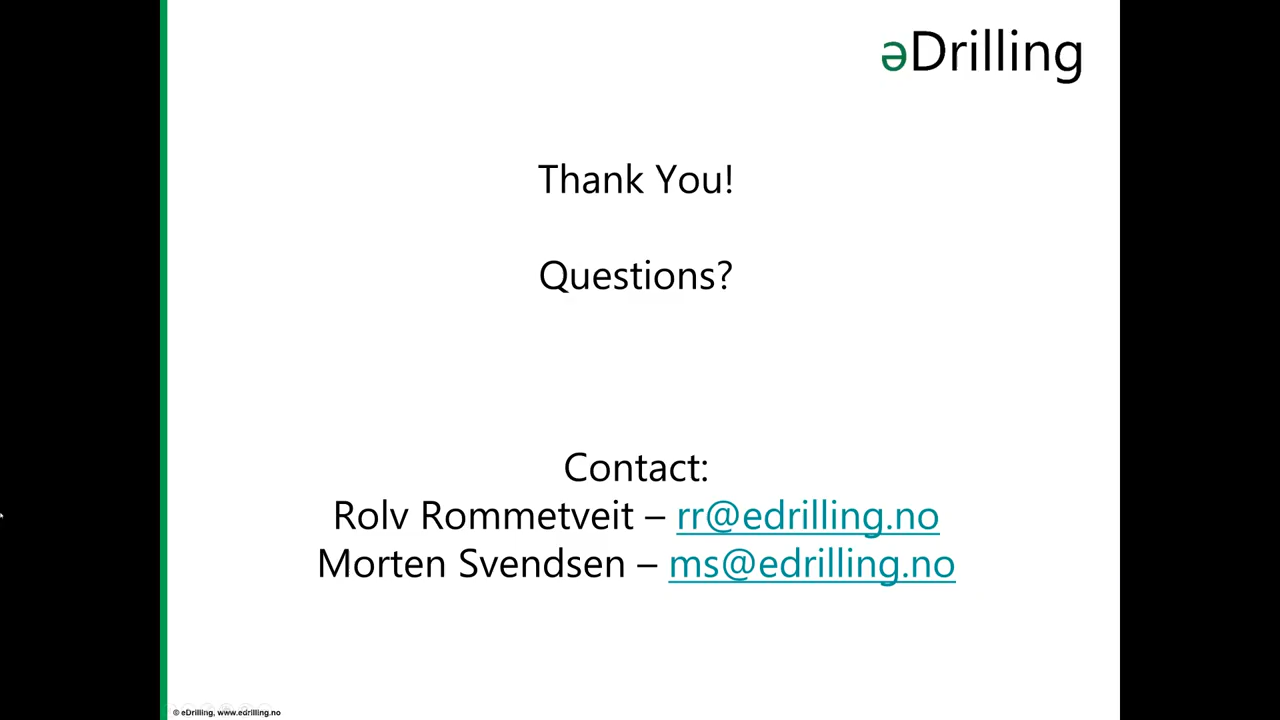 əDrilling
Thank You!
Questions?
Contact:
Rolv Rommetveit – rr@edrilling.no
Morten Svendsen – ms@edrilling.no
© eDrilling, www.edrilling.no